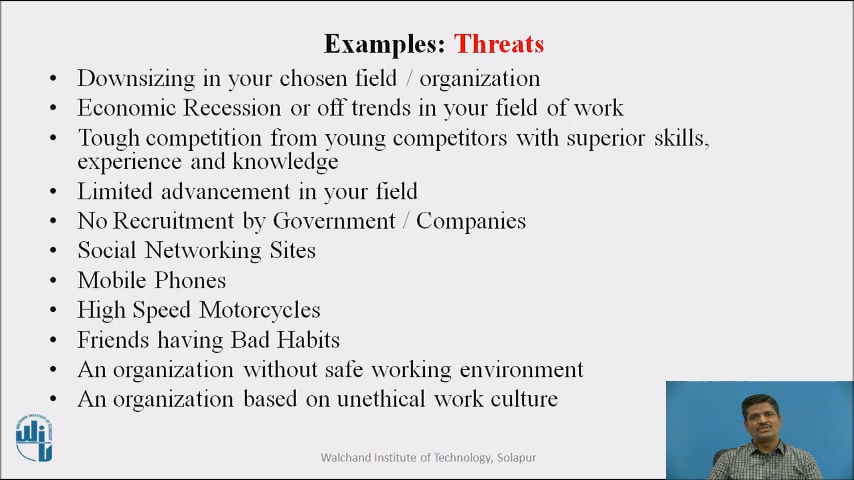 Examples: Threats
• Downsizing in your chosen field / organization
• Economic Recession or off trends in your field of work
• Tough competition from young competitors with superior skills,
experience and knowledge
• Limited advancement in your field
• No Recruitment by Government / Companies
• Social Networking Sites
• Mobile Phones
• High Speed Motorcycles
• Friends having Bad Habits
• An organization without safe working environment
• An organization based on unethical work culture
Walchand Institute of Technology, Solapur